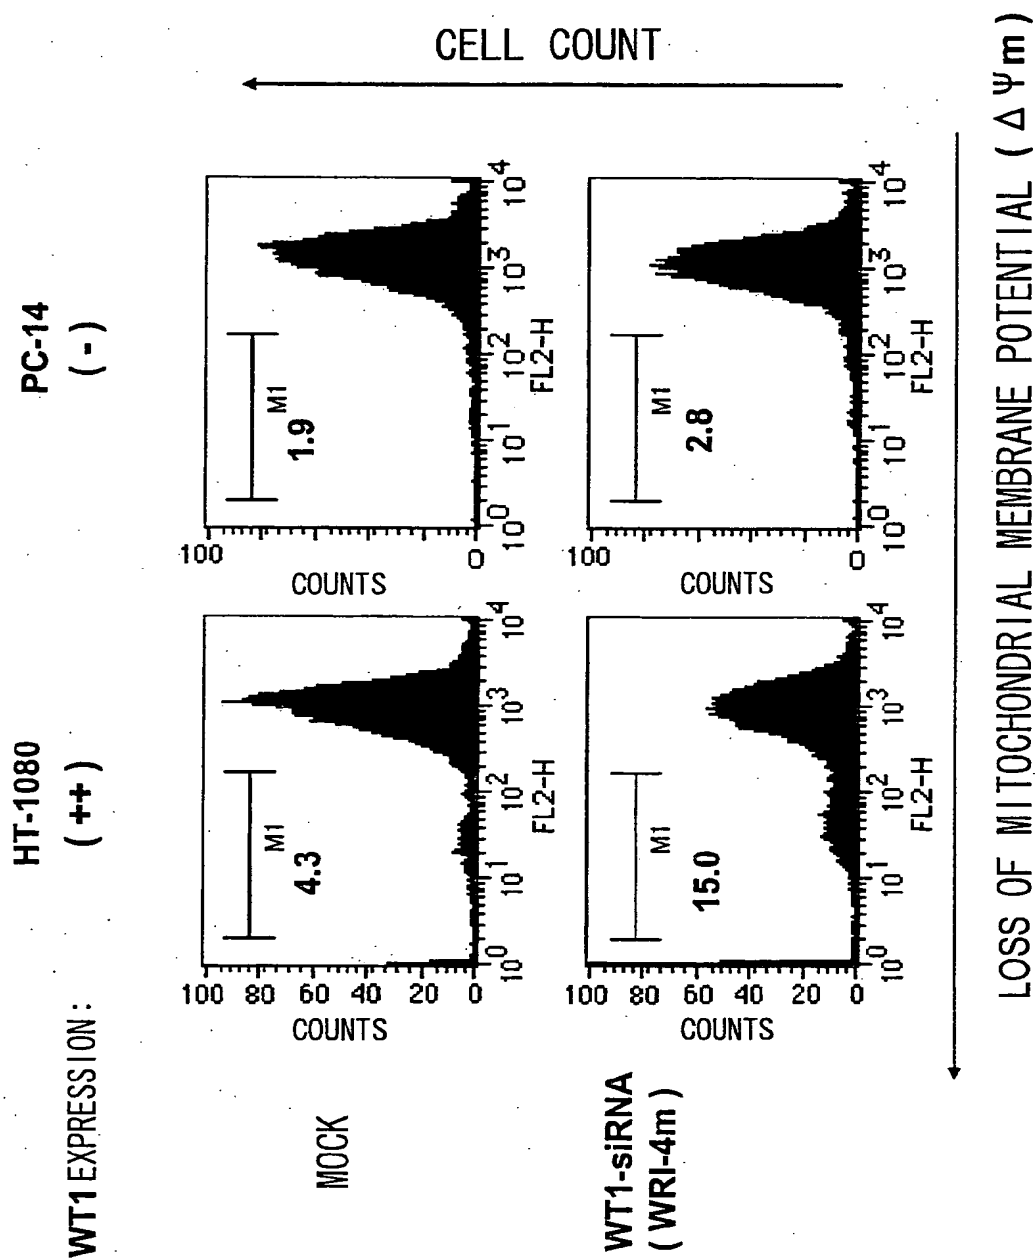 HT-1080
PC-14
WT1 EXPRESSION:
(++)
(-)
MOCK
COUNTS
100
80
60
40
20
0
M1
4.3
10^0
10^1
10^2
10^3
10^4
FL2-H
COUNTS
100
0
M1
1.9
10^0
10^1
10^2
10^3
10^4
FL2-H
WT1-siRNA
(WRI-4m)
COUNTS
100
80
60
40
20
0
M1
15.0
10^0
10^1
10^2
10^3
10^4
FL2-H
COUNTS
100
0
M1
2.8
10^0
10^1
10^2
10^3
10^4
FL2-H
CELL COUNT
LOSS OF MITOCHONDRIAL MEMBRANE POTENTIAL (ΔΨm)